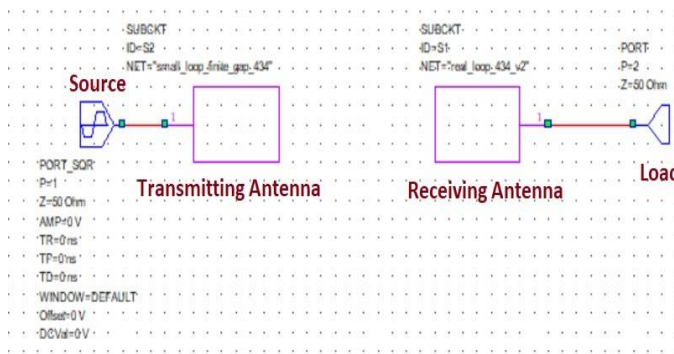 SUBCKT
ID=S2
NET="small_loop_finite_gap_434"
SUBCKT
ID=S1
NET="real_loop_434_v2"
PORT
P=2
Z=50 Ohm
Source
1
1
Load
PORT_SQR
P=1
Z=50 Ohm
AMP=0 V
TR=0 ns
TF=0 ns
TD=0 ns
WINDOW=DEFAULT
Offset=0 V
DCVal=0 V
Transmitting Antenna
Receiving Antenna